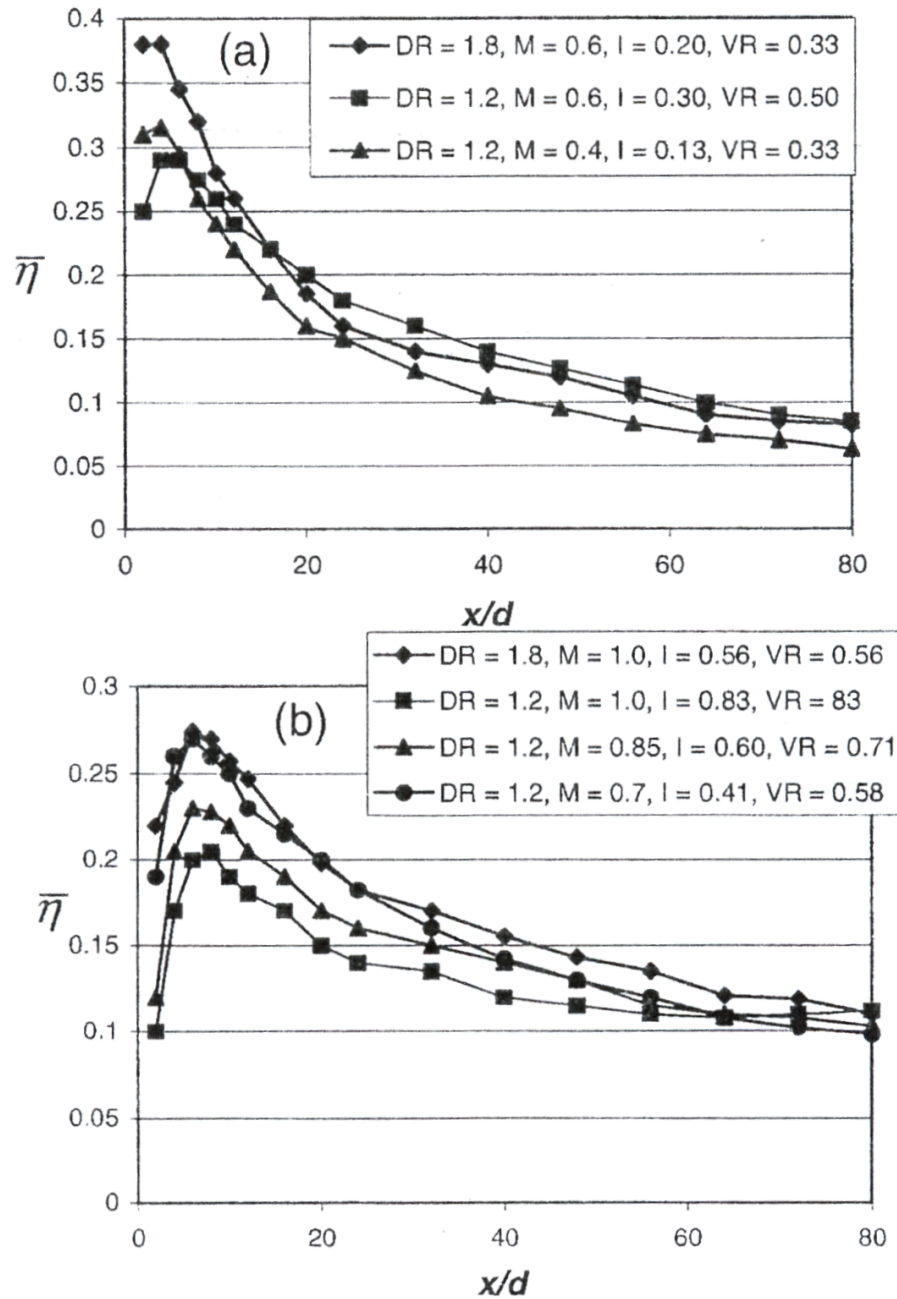 (a)
DR = 1.8, M = 0.6, I = 0.20, VR = 0.33
DR = 1.2, M = 0.6, I = 0.30, VR = 0.50
DR = 1.2, M = 0.4, I = 0.13, VR = 0.33
0.4
0.35
0.3
0.25
0.2
0.15
0.1
0.05
0
η̅
0 20 40 60 80
x/d
(b)
DR = 1.8, M = 1.0, I = 0.56, VR = 0.56
DR = 1.2, M = 1.0, I = 0.83, VR = 83
DR = 1.2, M = 0.85, I = 0.60, VR = 0.71
DR = 1.2, M = 0.7, I = 0.41, VR = 0.58
0.3
0.25
0.2
0.15
0.1
0.05
0
η̅
0 20 40 60 80
x/d